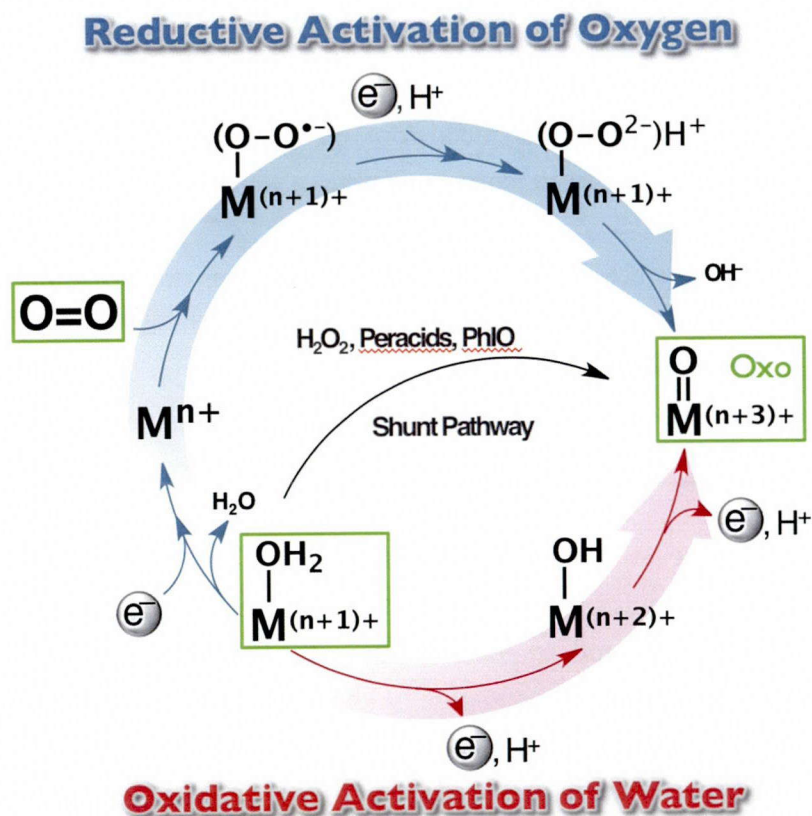 Reductive Activation of Oxygen
e⁻, H⁺
(O–O•⁻)
M(n+1)+
(O–O²⁻)H⁺
M(n+1)+
O=O
OH⁻
H₂O₂, Peracids, PhIO
O
Oxo
M(n+3)+
Mⁿ⁺
Shunt Pathway
H₂O
e⁻, H⁺
OH₂
M(n+1)+
OH
M(n+2)+
e⁻
e⁻, H⁺
Oxidative Activation of Water